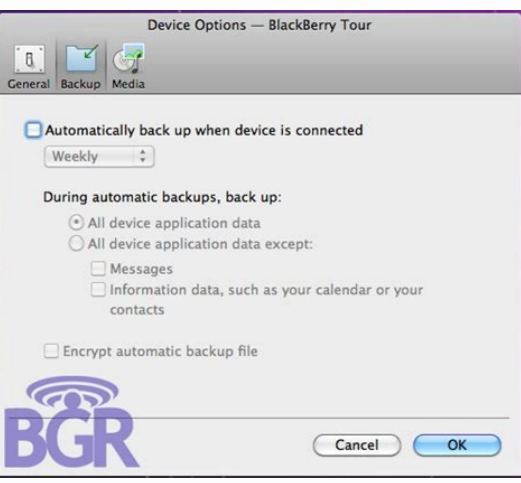 Device Options — BlackBerry Tour
General Backup Media
Automatically back up when device is connected
Weekly
During automatic backups, back up:
All device application data
All device application data except:
Messages
Information data, such as your calendar or your
contacts
Encrypt automatic backup file
BGR
Cancel OK